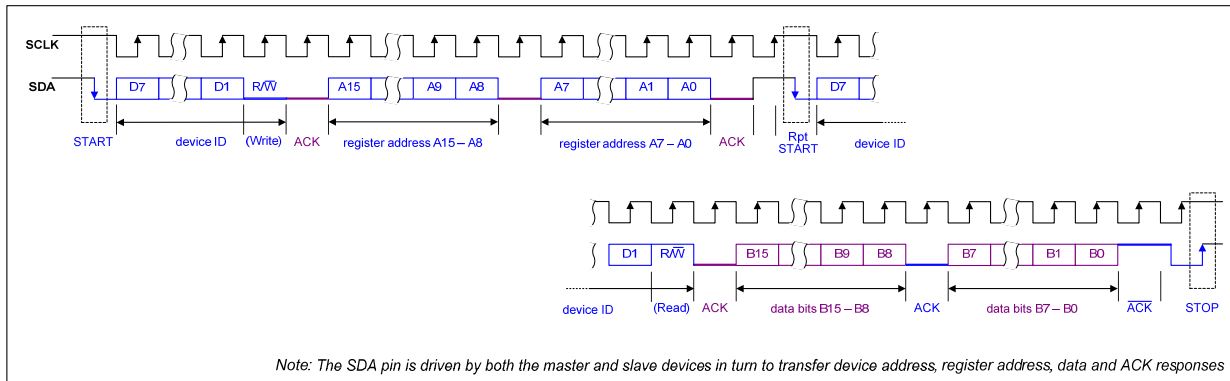 SCLK
SDA
D7 D1 R/W̅ A15 A9 A8 A7 A1 A0 D7
START device ID (Write) ACK register address A15 – A8 register address A7 – A0 ACK Rpt START device ID
D1 R/W̅ B15 B9 B8 B7 B1 B0
device ID (Read) ACK data bits B15 – B8 ACK data bits B7 – B0 A̅C̅K̅ STOP
Note: The SDA pin is driven by both the master and slave devices in turn to transfer device address, register address, data and ACK responses